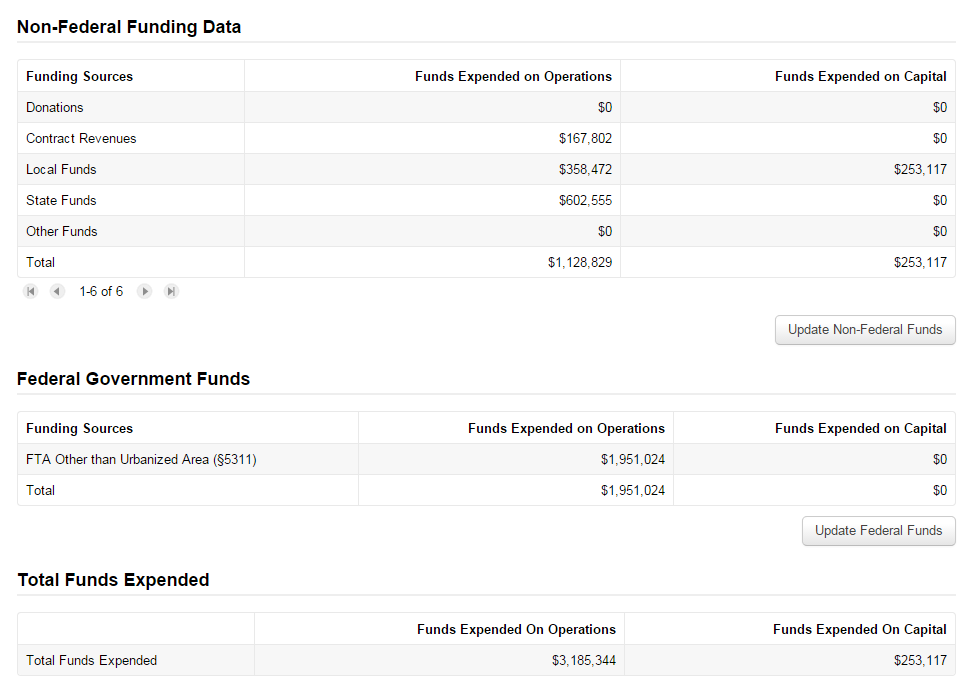 Non-Federal Funding Data
Funding Sources Funds Expended on Operations Funds Expended on Capital
Donations $0 $0
Contract Revenues $167,802 $0
Local Funds $358,472 $253,117
State Funds $602,555 $0
Other Funds $0 $0
Total $1,128,829 $253,117
1-6 of 6
Update Non-Federal Funds
Federal Government Funds
Funding Sources Funds Expended on Operations Funds Expended on Capital
FTA Other than Urbanized Area (§5311) $1,951,024 $0
Total $1,951,024 $0
Update Federal Funds
Total Funds Expended
Funds Expended On Operations Funds Expended On Capital
Total Funds Expended $3,185,344 $253,117